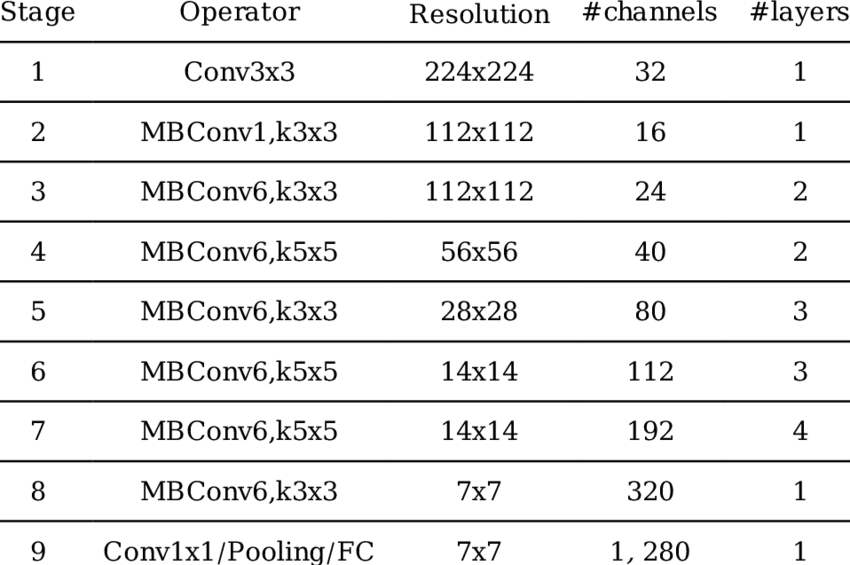 Stage Operator Resolution #channels #layers
1 Conv3x3 224x224 32 1
2 MBConv1,k3x3 112x112 16 1
3 MBConv6,k3x3 112x112 24 2
4 MBConv6,k5x5 56x56 40 2
5 MBConv6,k3x3 28x28 80 3
6 MBConv6,k5x5 14x14 112 3
7 MBConv6,k5x5 14x14 192 4
8 MBConv6,k3x3 7x7 320 1
9 Conv1x1/Pooling/FC 7x7 1, 280 1